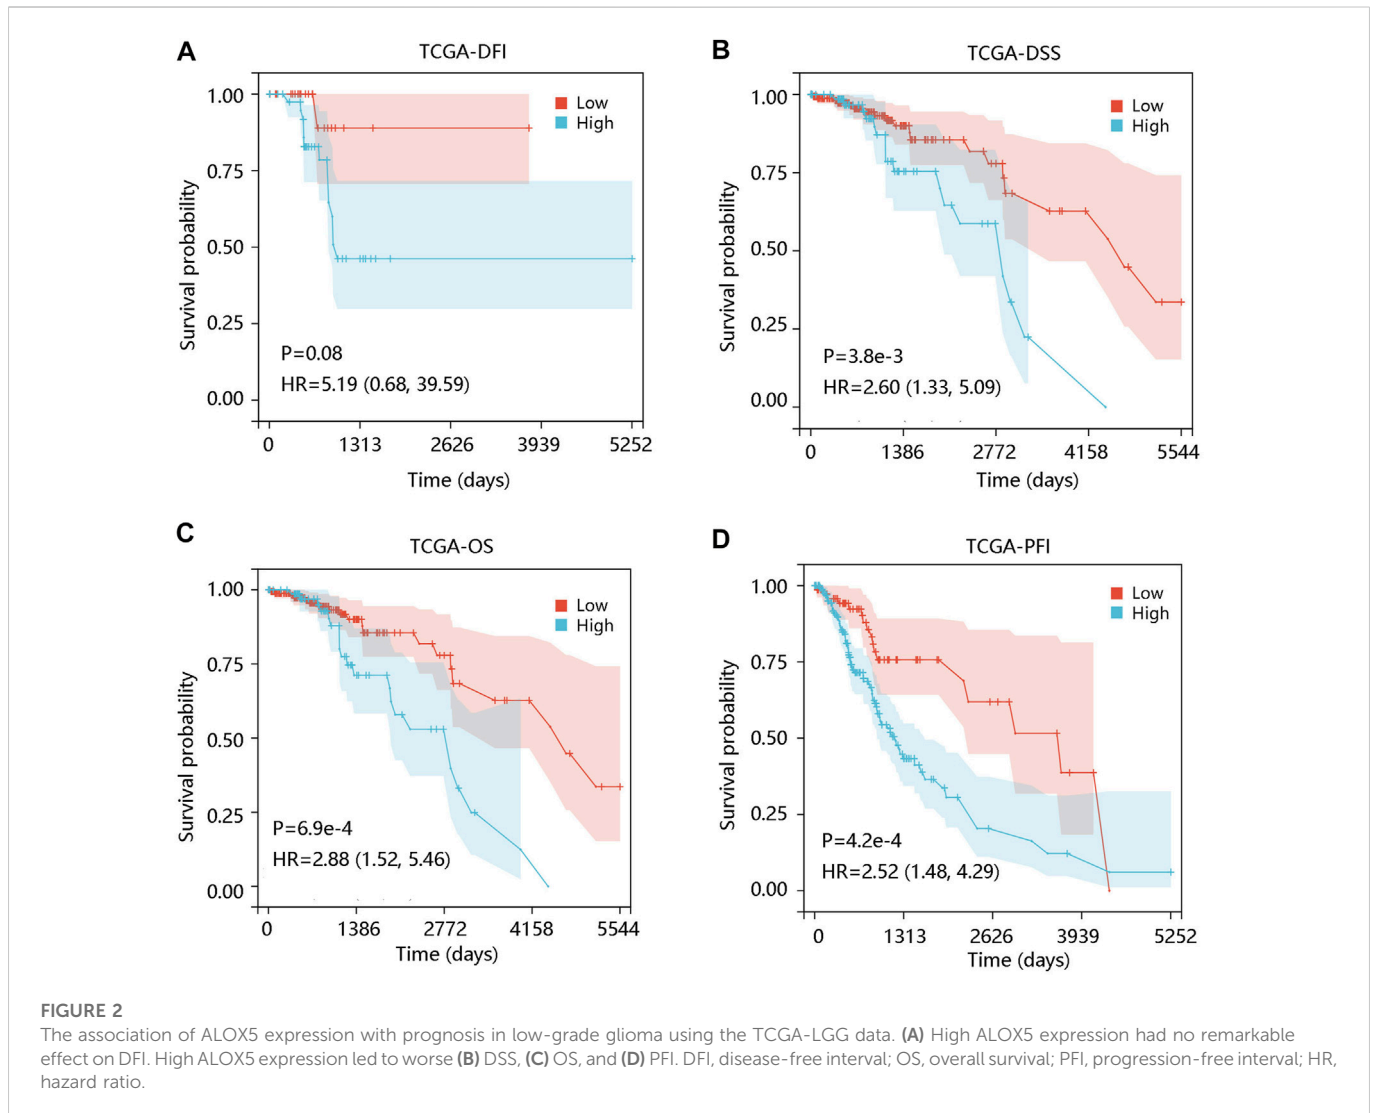 A
TCGA-DFI
1.00
0.75
0.50
0.25
0.00
Survival probability
Low
High
P=0.08
HR=5.19 (0.68, 39.59)
0 1313 2626 3939 5252
Time (days)
B
TCGA-DSS
1.00
0.75
0.50
0.25
0.00
Survival probability
Low
High
P=3.8e-3
HR=2.60 (1.33, 5.09)
0 1386 2772 4158 5544
Time (days)
C
TCGA-OS
1.00
0.75
0.50
0.25
0.00
Survival probability
Low
High
P=6.9e-4
HR=2.88 (1.52, 5.46)
0 1386 2772 4158 5544
Time (days)
D
TCGA-PFI
1.00
0.75
0.50
0.25
0.00
Survival probability
Low
High
P=4.2e-4
HR=2.52 (1.48, 4.29)
0 1313 2626 3939 5252
Time (days)
FIGURE 2
The association of ALOX5 expression with prognosis in low-grade glioma using the TCGA-LGG data. (A) High ALOX5 expression had no remarkable
effect on DFI. High ALOX5 expression led to worse (B) DSS, (C) OS, and (D) PFI. DFI, disease-free interval; OS, overall survival; PFI, progression-free interval; HR,
hazard ratio.